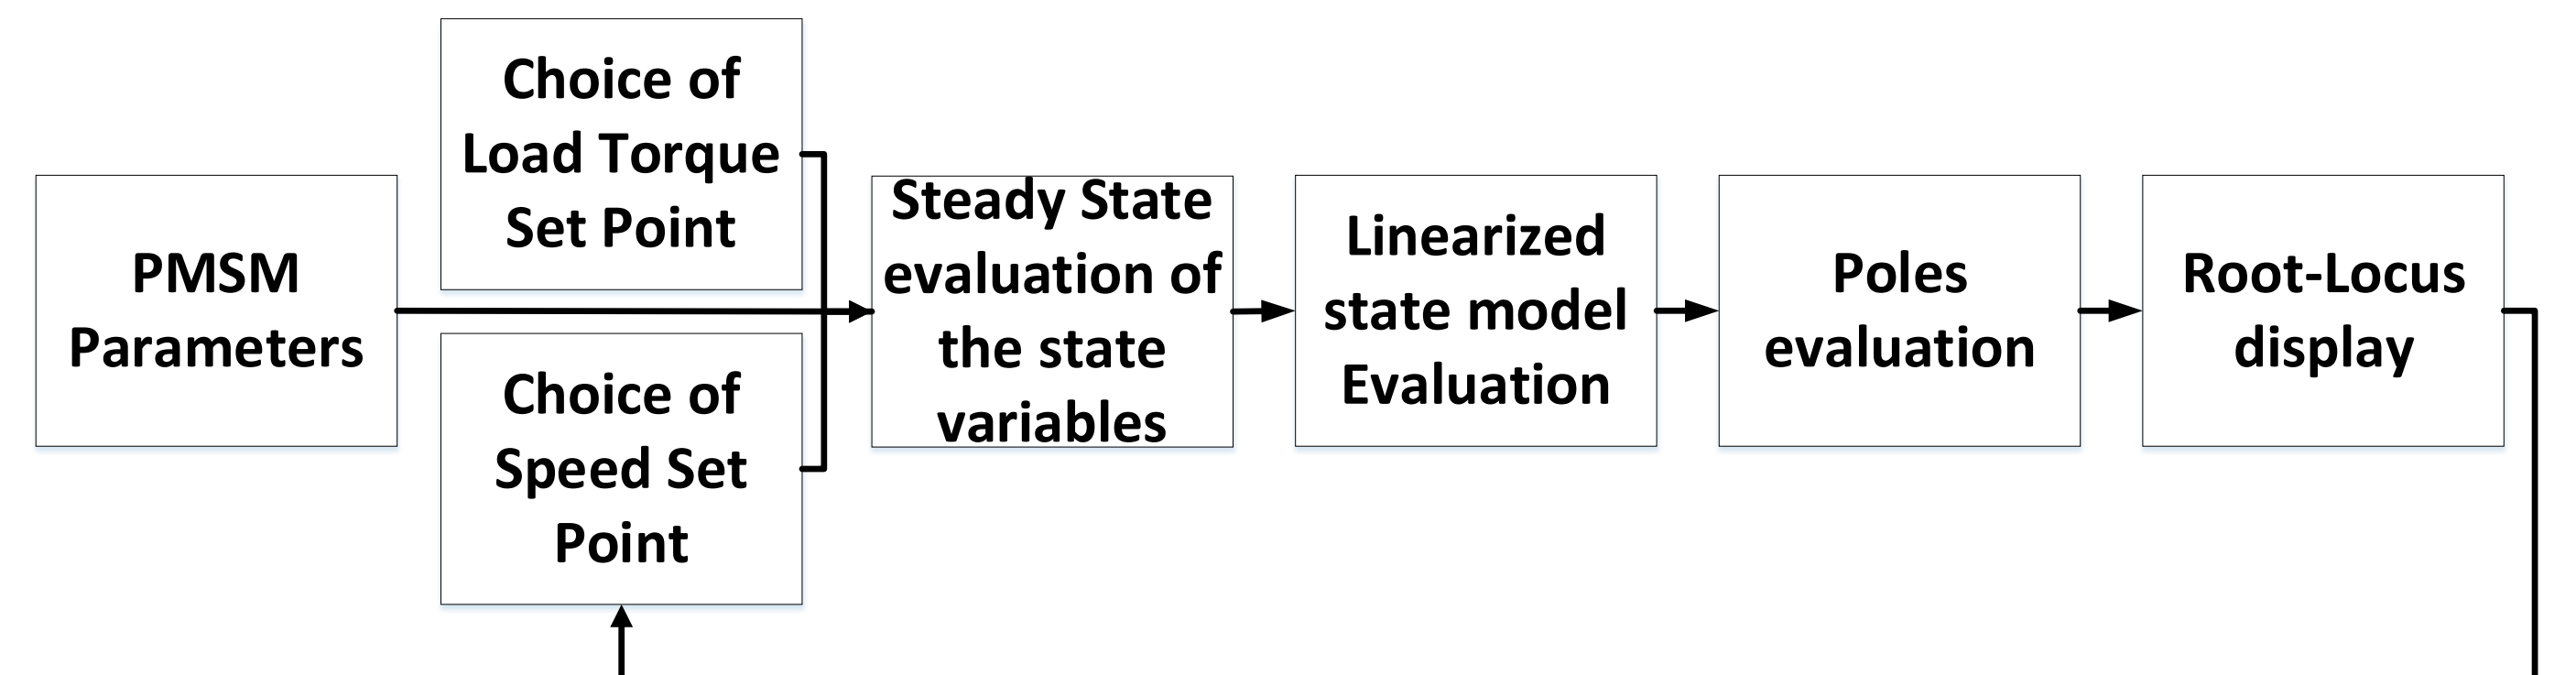 PMSM
Parameters
Choice of
Load Torque
Set Point
Choice of
Speed Set
Point
Steady State
evaluation of
the state
variables
Linearized
state model
Evaluation
Poles
evaluation
Root-Locus
display